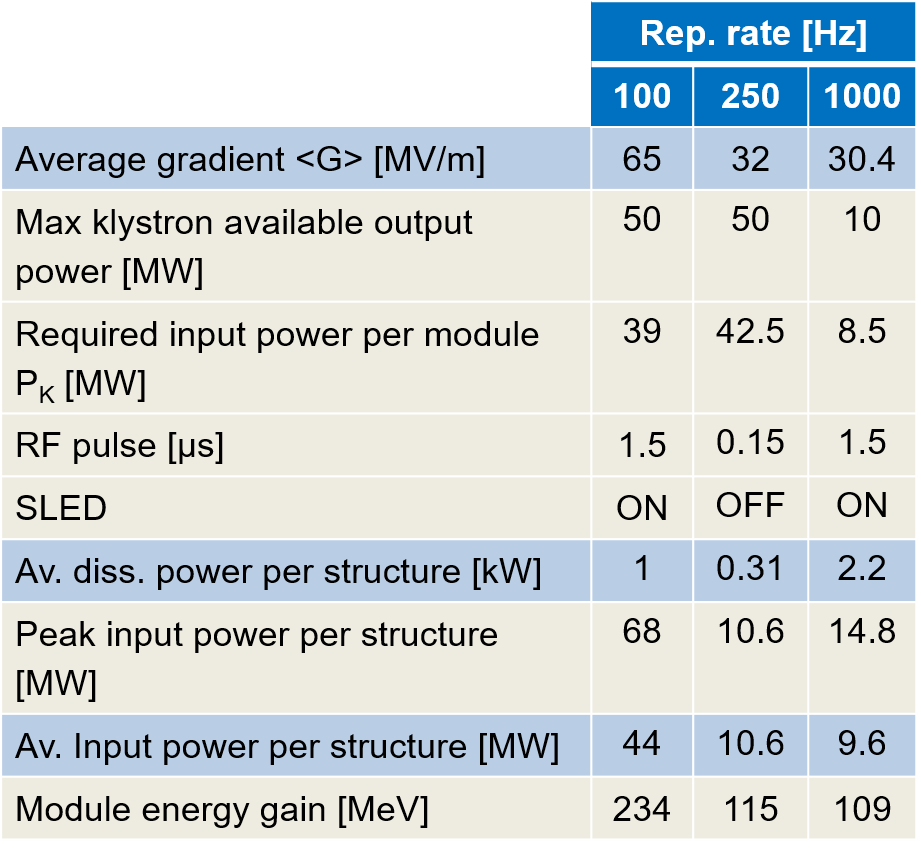 Rep. rate [Hz]
100 250 1000
Average gradient <G> [MV/m] 65 32 30.4
Max klystron available output 50 50 10
power [MW]
Required input power per module 39 42.5 8.5
PK [MW]
RF pulse [µs] 1.5 0.15 1.5
SLED ON OFF ON
Av. diss. power per structure [kW] 1 0.31 2.2
Peak input power per structure 68 10.6 14.8
[MW]
Av. Input power per structure [MW] 44 10.6 9.6
Module energy gain [MeV] 234 115 109